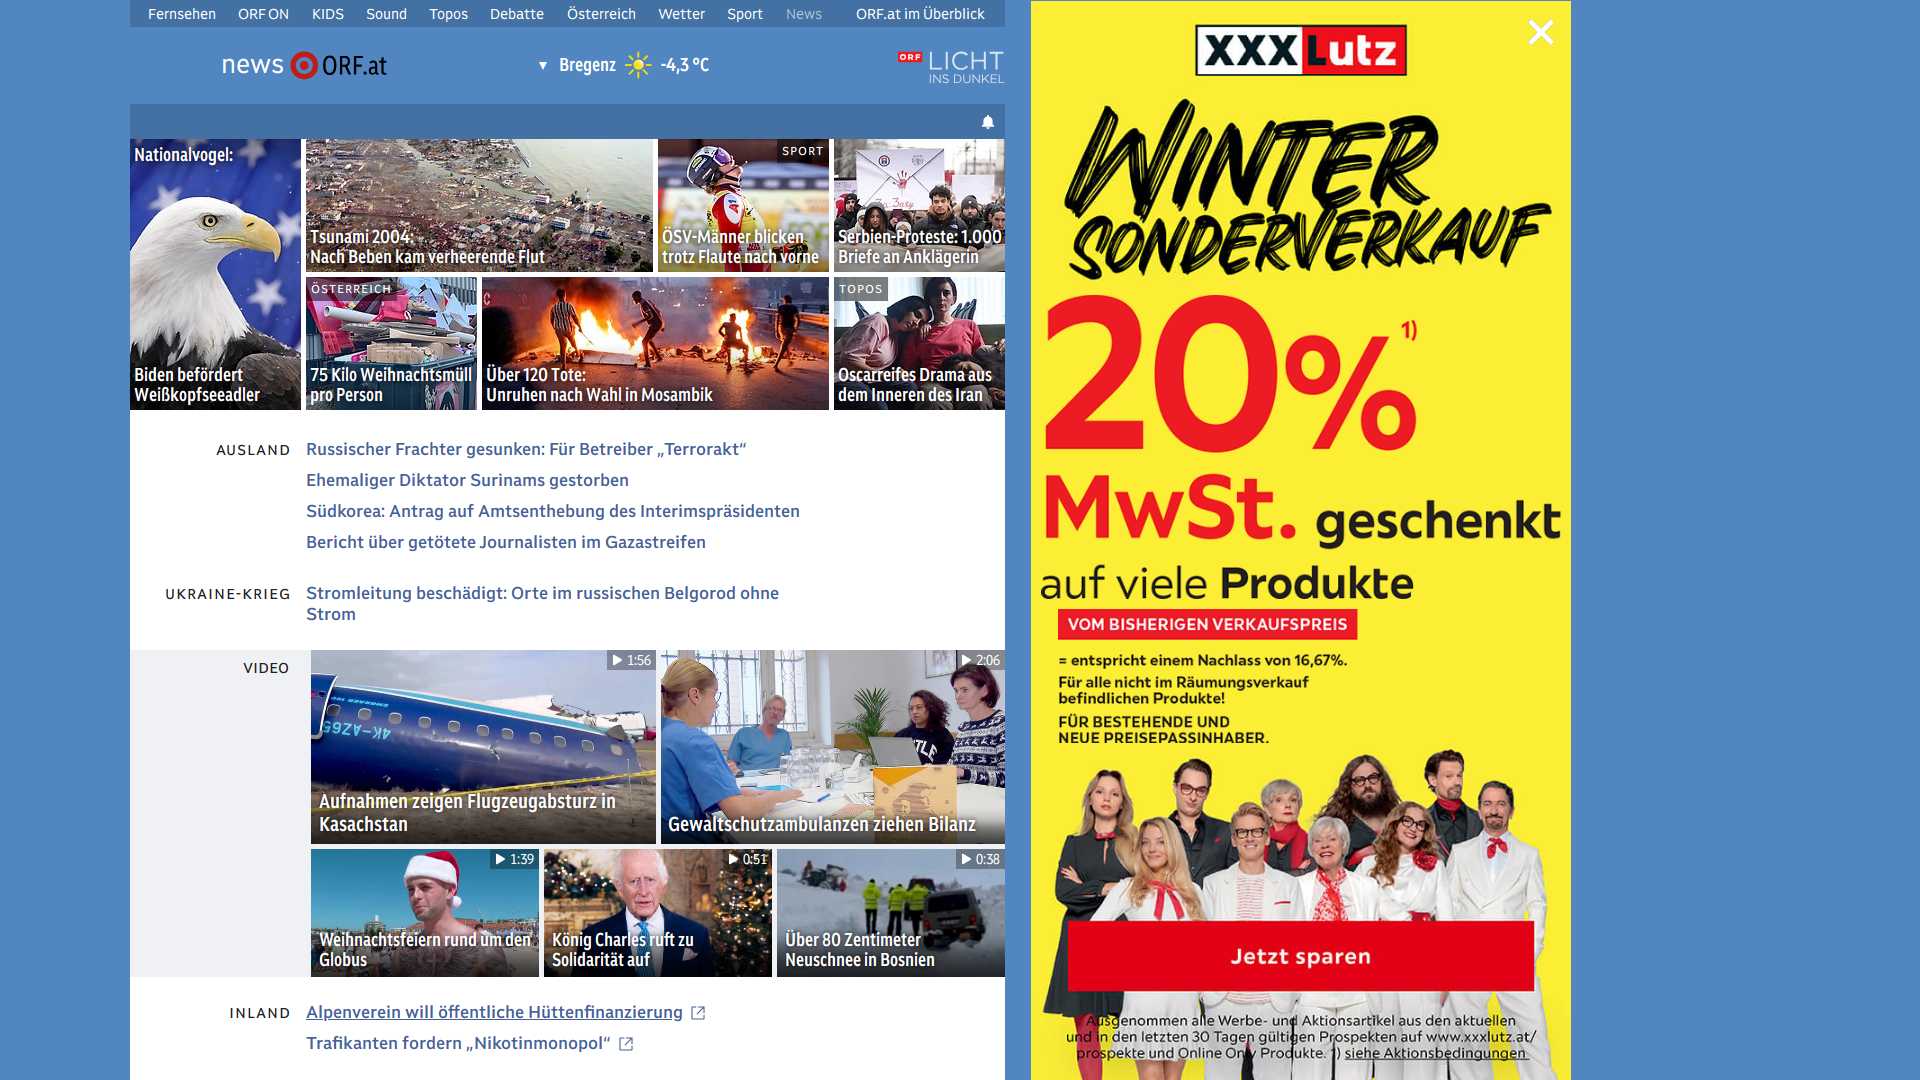 Fernsehen ORF ON KIDS Sound Topos Debatte Österreich Wetter Sport News ORF.at im Überblick
news ORF.at
▼ Bregenz -4,3 °C
ORF LICHT
INS DUNKEL
Nationalvogel:
Biden befördert
Weißkopfseeadler
Tsunami 2004:
Nach Beben kam verheerende Flut
SPORT
ÖSV-Männer blicken
trotz Flaute nach vorne
Serbien-Proteste: 1.000
Briefe an Anklägerin
ÖSTERREICH
75 Kilo Weihnachtsmüll
pro Person
Über 120 Tote:
Unruhen nach Wahl in Mosambik
TOPOS
Oscarreifes Drama aus
dem Inneren des Iran
AUSLAND
Russischer Frachter gesunken: Für Betreiber „Terrorakt“
Ehemaliger Diktator Surinams gestorben
Südkorea: Antrag auf Amtsenthebung des Interimspräsidenten
Bericht über getötete Journalisten im Gazastreifen
UKRAINE-KRIEG
Stromleitung beschädigt: Orte im russischen Belgorod ohne
Strom
VIDEO
1:56
4K-AZ65
Aufnahmen zeigen Flugzeugabsturz in
Kasachstan
2:06
Gewaltschutzambulanzen ziehen Bilanz
1:39
Weihnachtsfeiern rund um den
Globus
0:51
König Charles ruft zu
Solidarität auf
0:38
Über 80 Zentimeter
Neuschnee in Bosnien
INLAND
Alpenverein will öffentliche Hüttenfinanzierung
Trafikanten fordern „Nikotinmonopol“
XXXLutz
WINTER
SONDERVERKAUF
20% 1)
MwSt. geschenkt
auf viele Produkte
VOM BISHERIGEN VERKAUFSPREIS
= entspricht einem Nachlass von 16,67%.
Für alle nicht im Räumungsverkauf
befindlichen Produkte!
FÜR BESTEHENDE UND
NEUE PREISEPASSINHABER.
Jetzt sparen
Ausgenommen alle Werbe- und Aktionsartikel aus den aktuellen
und in den letzten 30 Tagen gültigen Prospekten auf www.xxxlutz.at/
prospekte und Online Only Produkte. 1) siehe Aktionsbedingungen